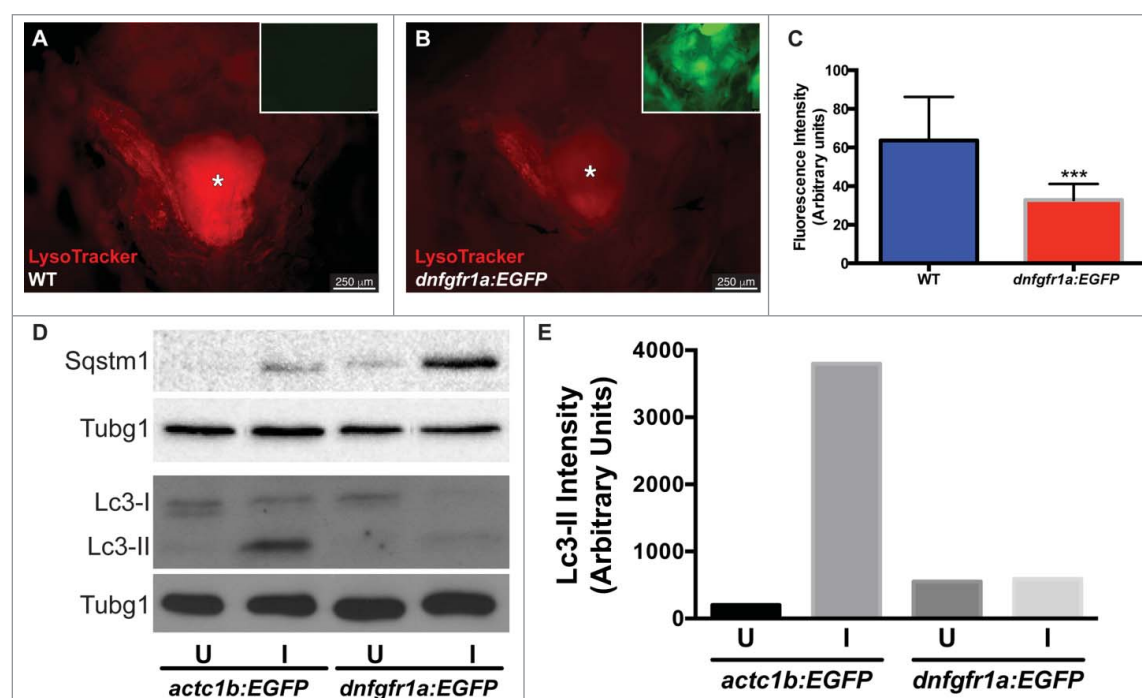 A
*
LysoTracker
WT
250 μm
B
*
LysoTracker
dnfgfr1a:EGFP
250 μm
C
Fluorescence Intensity
(Arbitrary units)
100
80
60
40
20
0
***
WT
dnfgfr1a:EGFP
D
Sqstm1
Tubg1
Lc3-I
Lc3-II
Tubg1
U I U I
actc1b:EGFP dnfgfr1a:EGFP
E
Lc3-II Intensity
(Arbitrary Units)
4000
3000
2000
1000
0
U I U I
actc1b:EGFP dnfgfr1a:EGFP